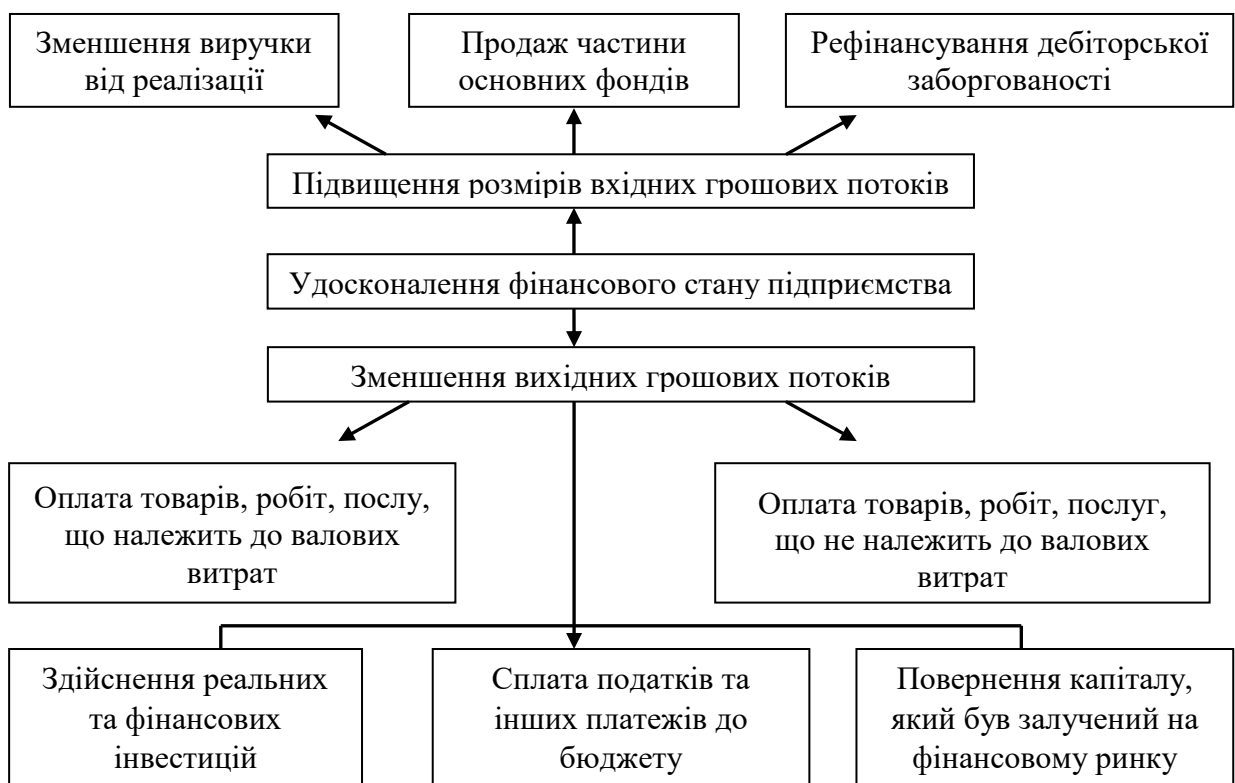 Зменшення виручки
від реалізації
Продаж частини
основних фондів
Рефінансування дебіторської
заборгованості
Підвищення розмірів вхідних грошових потоків
Удосконалення фінансового стану підприємства
Зменшення вихідних грошових потоків
Оплата товарів, робіт, послу,
що належить до валових
витрат
Оплата товарів, робіт, послуг,
що не належить до валових
витрат
Здійснення реальних
та фінансових
інвестицій
Сплата податків та
інших платежів до
бюджету
Повернення капіталу,
який був залучений на
фінансовому ринку